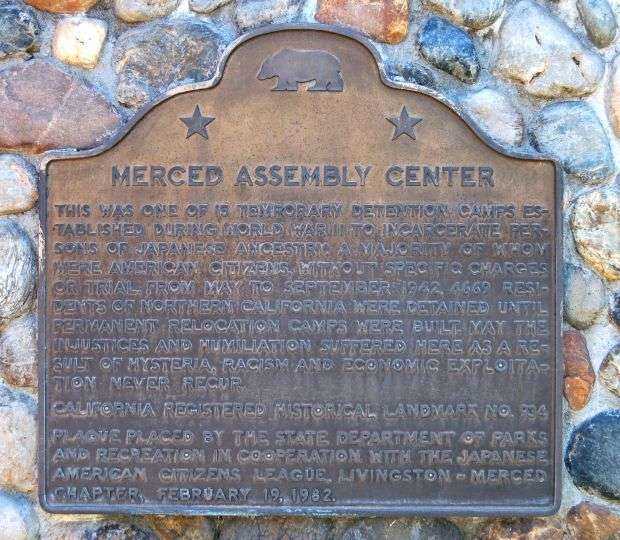 MERCED ASSEMBLY CENTER
THIS WAS ONE OF 15 TEMPORARY DETENTION CAMPS ES-
TABLISHED DURING WORLD WAR II TO INCARCERATE PER-
SONS OF JAPANESE ANCESTRY, A MAJORITY OF WHOM
WERE AMERICAN CITIZENS, WITHOUT SPECIFIC CHARGES
OR TRIAL. FROM MAY TO SEPTEMBER 1942, 4669 RESI-
DENTS OF NORTHERN CALIFORNIA WERE DETAINED UNTIL
PERMANENT RELOCATION CAMPS WERE BUILT. MAY THE
INJUSTICES AND HUMILIATION SUFFERED HERE AS A RE-
SULT OF HYSTERIA, RACISM AND ECONOMIC EXPLOITA-
TION NEVER RECUR.
CALIFORNIA REGISTERED HISTORICAL LANDMARK NO. 934
PLAQUE PLACED BY THE STATE DEPARTMENT OF PARKS
AND RECREATION IN COOPERATION WITH THE JAPANESE
AMERICAN CITIZENS LEAGUE, LIVINGSTON - MERCED
CHAPTER, FEBRUARY 19, 1982.